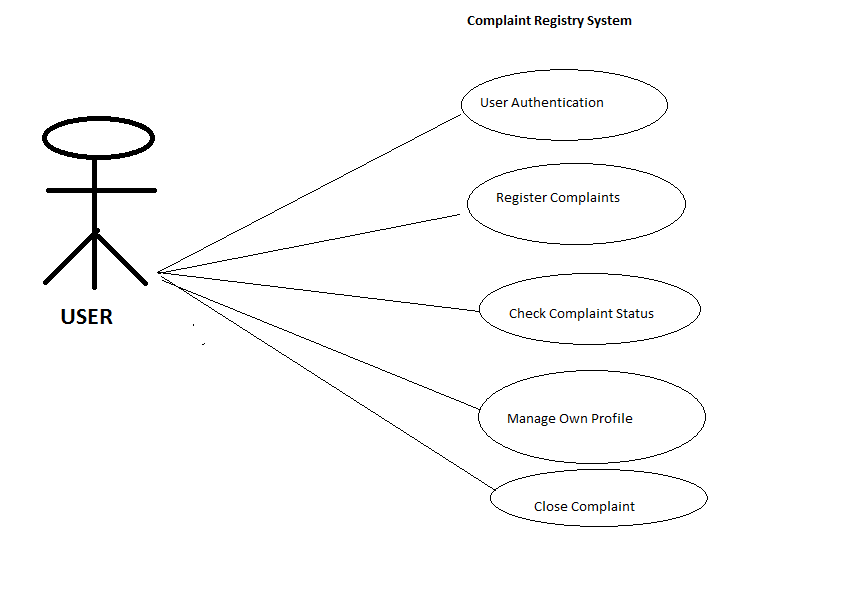 Complaint Registry System
User Authentication
Register Complaints
Check Complaint Status
Manage Own Profile
Close Complaint
USER